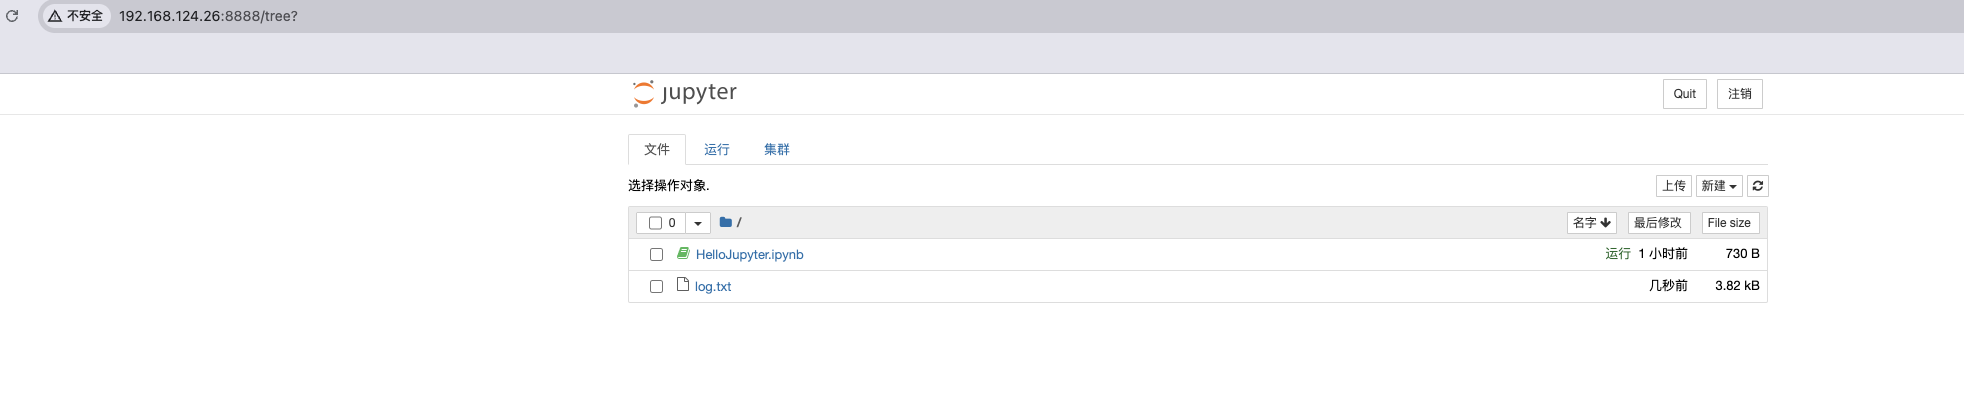 不安全 192.168.124.26:8888/tree?
jupyter Quit 注销
文件 运行 集群
选择操作对象. 上传 新建
0 / 名字 最后修改 File size
HelloJupyter.ipynb 运行 1 小时前 730 B
log.txt 几秒前 3.82 kB